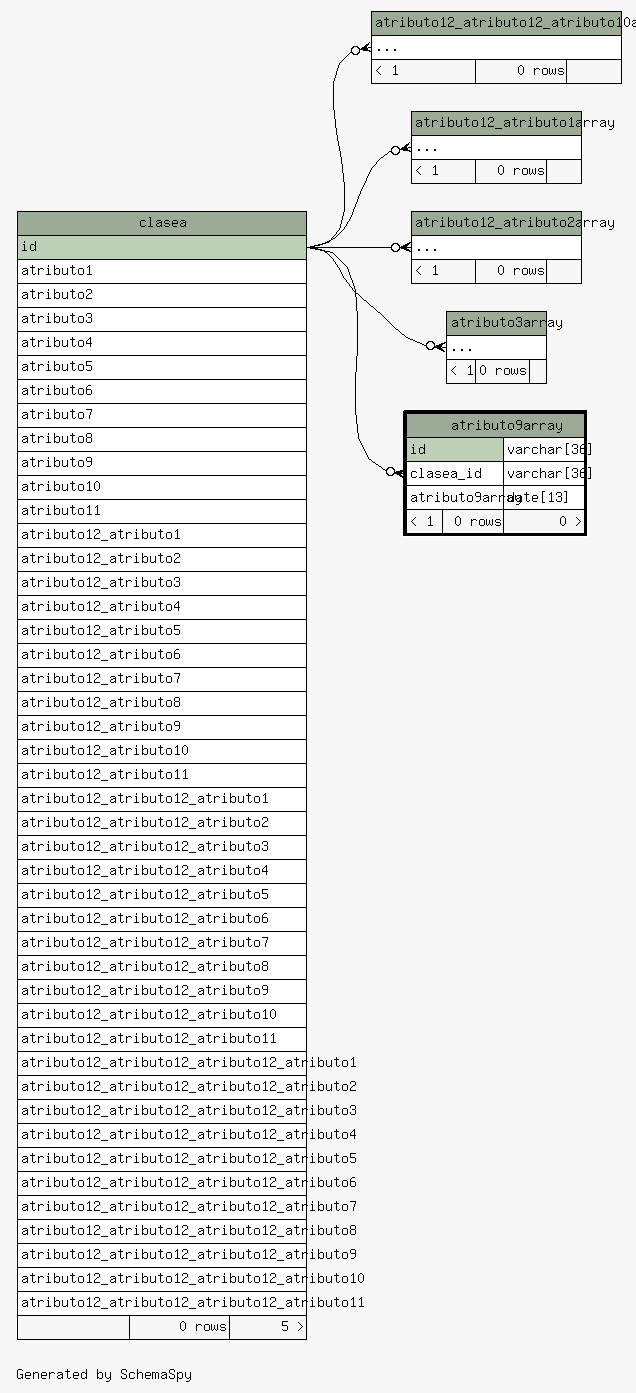 atributo12_atributo12_atributo10a
...
< 1 0 rows
atributo12_atributo1array
...
< 1 0 rows
atributo12_atributo2array
...
< 1 0 rows
atributo3array
...
< 1 0 rows
atributo9array
id varchar[36]
clasea_id varchar[36]
atributo9array date[13]
< 1 0 rows 0 >
clasea
id
atributo1
atributo2
atributo3
atributo4
atributo5
atributo6
atributo7
atributo8
atributo9
atributo10
atributo11
atributo12_atributo1
atributo12_atributo2
atributo12_atributo3
atributo12_atributo4
atributo12_atributo5
atributo12_atributo6
atributo12_atributo7
atributo12_atributo8
atributo12_atributo9
atributo12_atributo10
atributo12_atributo11
atributo12_atributo12_atributo1
atributo12_atributo12_atributo2
atributo12_atributo12_atributo3
atributo12_atributo12_atributo4
atributo12_atributo12_atributo5
atributo12_atributo12_atributo6
atributo12_atributo12_atributo7
atributo12_atributo12_atributo8
atributo12_atributo12_atributo9
atributo12_atributo12_atributo10
atributo12_atributo12_atributo11
atributo12_atributo12_atributo12_atributo1
atributo12_atributo12_atributo12_atributo2
atributo12_atributo12_atributo12_atributo3
atributo12_atributo12_atributo12_atributo4
atributo12_atributo12_atributo12_atributo5
atributo12_atributo12_atributo12_atributo6
atributo12_atributo12_atributo12_atributo7
atributo12_atributo12_atributo12_atributo8
atributo12_atributo12_atributo12_atributo9
atributo12_atributo12_atributo12_atributo10
atributo12_atributo12_atributo12_atributo11
0 rows 5 >
Generated by SchemaSpy